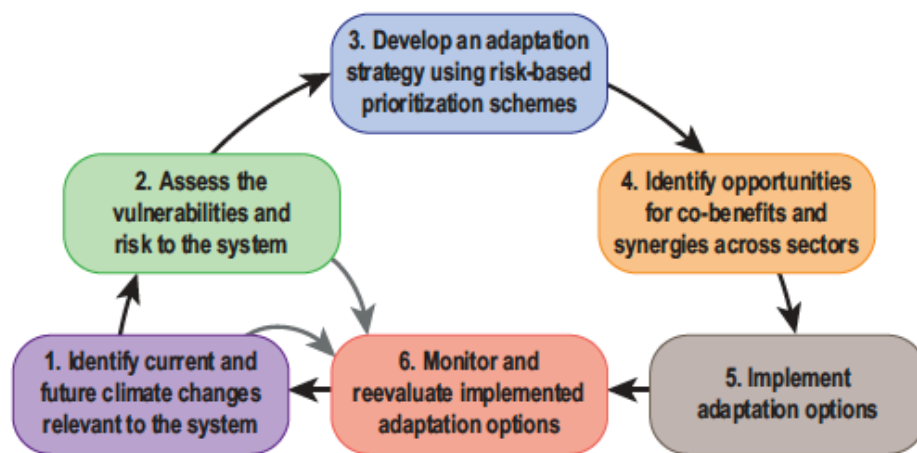 3. Develop an adaptation
strategy using risk-based
prioritization schemes
2. Assess the
vulnerabilities and
risk to the system
4. Identify opportunities
for co-benefits and
synergies across sectors
1. Identify current and
future climate changes
relevant to the system
6. Monitor and
reevaluate implemented
adaptation options
5. Implement
adaptation options